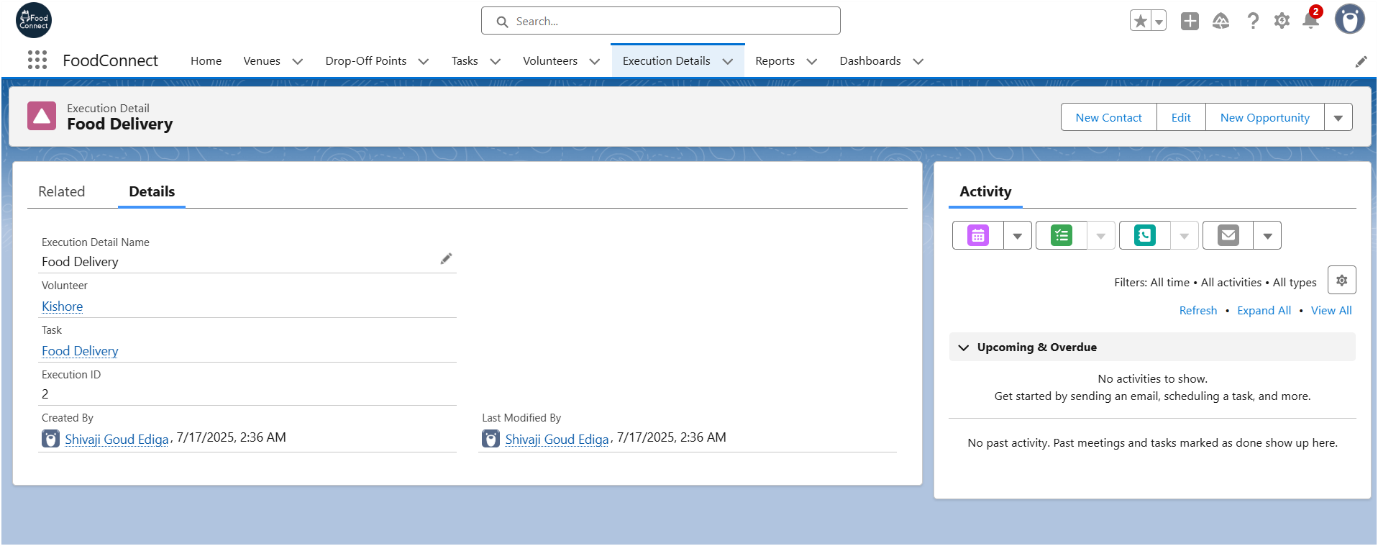 Food
Connect
Search...
2
FoodConnect Home Venues Drop-Off Points Tasks Volunteers Execution Details Reports Dashboards
Execution Detail
Food Delivery
New Contact Edit New Opportunity
Related Details
Execution Detail Name
Food Delivery
Volunteer
Kishore
Task
Food Delivery
Execution ID
2
Created By Last Modified By
Shivaji Goud Ediga, 7/17/2025, 2:36 AM Shivaji Goud Ediga, 7/17/2025, 2:36 AM
Activity
Filters: All time • All activities • All types
Refresh • Expand All • View All
Upcoming & Overdue
No activities to show.
Get started by sending an email, scheduling a task, and more.
No past activity. Past meetings and tasks marked as done show up here.